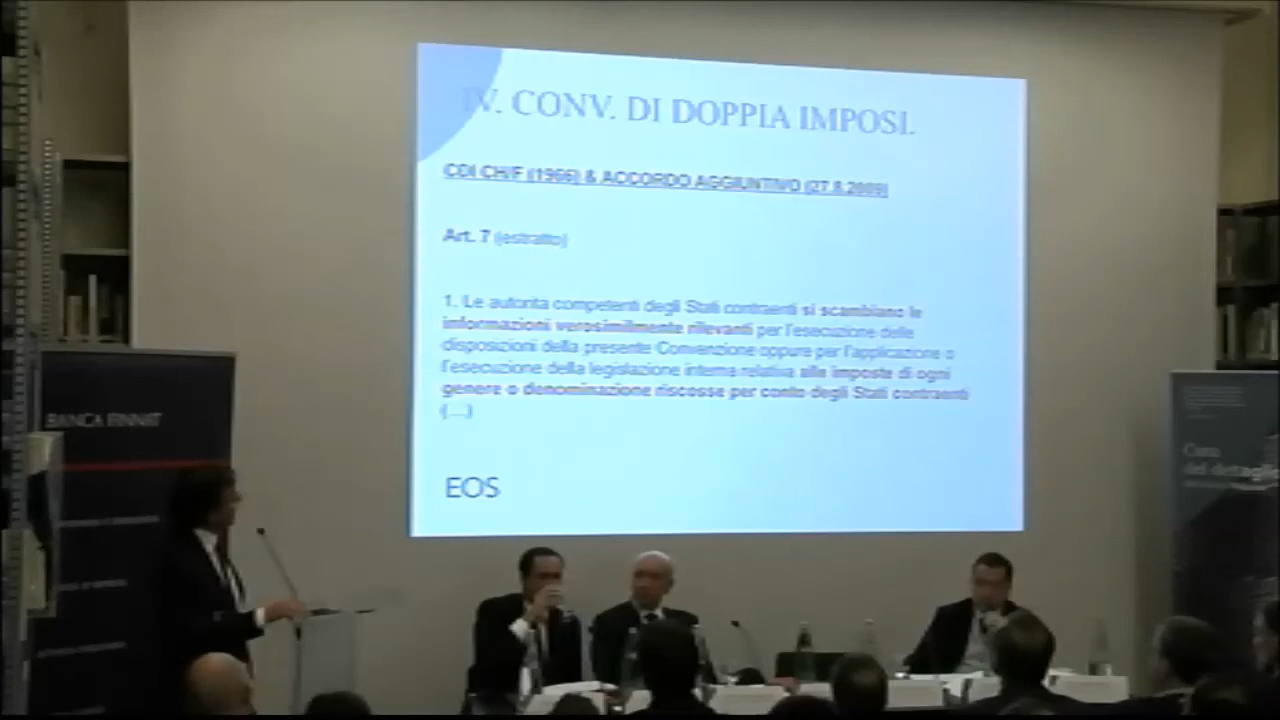 IV. CONV. DI DOPPIA IMPOSI.
CDI CH/F (1966) & ACCORDO AGGIUNTIVO (27.8.2009)
Art. 7 (estratto)
1. Le autorita competenti degli Stati contraenti si scambiano le
informazioni verosimilmente rilevanti per l'esecuzione delle
disposizioni della presente Convenzione oppure per l'applicazione o
l'esecuzione della legislazione interna relativa alle imposte di ogni
genere o denominazione riscosse per conto degli Stati contraenti
(...)
EOS
BANCA FINNAT
Cura
del dettaglio